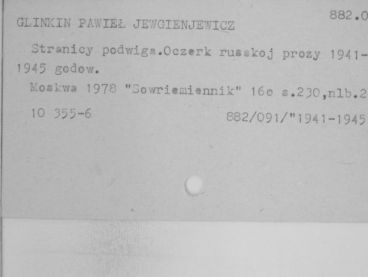 882.0
GLINKIN PAWIEŁ JEWGIENJEWICZ
Stranicy podwiga.Oczerk russkoj prozy 1941-
1945 godow.
Moskwa 1978 "Sowriemiennik" 16o s.230,nlb.2
10 355-6 882/091/"1941-1945